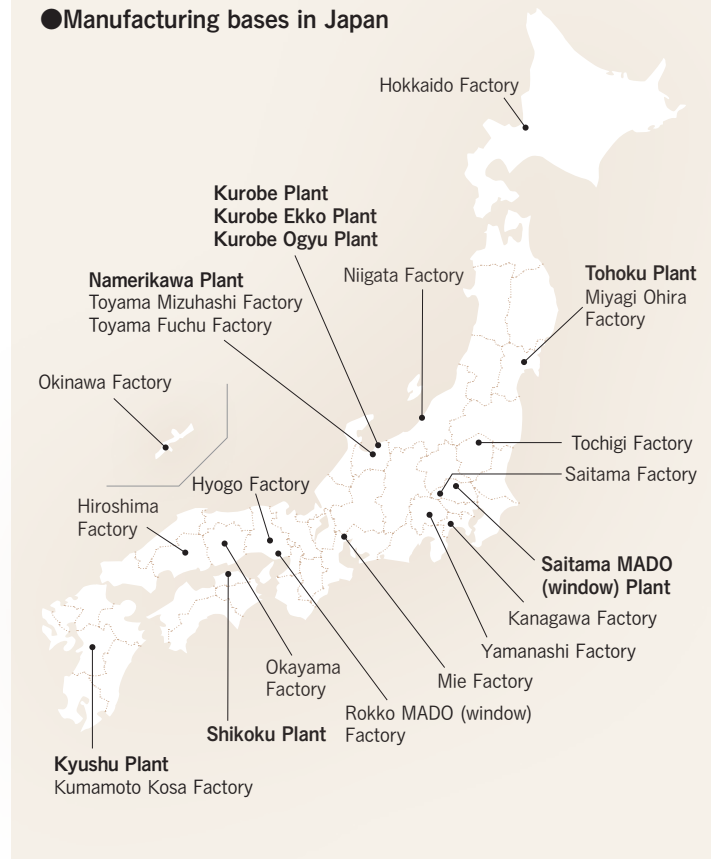 ●Manufacturing bases in Japan
Hokkaido Factory
Kurobe Plant
Kurobe Ekko Plant
Kurobe Ogyu Plant
Namerikawa Plant
Toyama Mizuhashi Factory
Toyama Fuchu Factory
Niigata Factory
Tohoku Plant
Miyagi Ohira
Factory
Okinawa Factory
Tochigi Factory
Saitama Factory
Hyogo Factory
Hiroshima
Factory
Saitama MADO
(window) Plant
Kanagawa Factory
Yamanashi Factory
Okayama
Factory
Mie Factory
Rokko MADO (window)
Factory
Shikoku Plant
Kyushu Plant
Kumamoto Kosa Factory